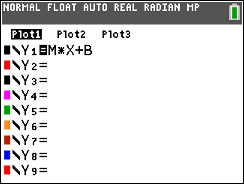 NORMAL FLOAT AUTO REAL RADIAN MP
Plot1 Plot2 Plot3
\Y1=M*X+B
\Y2=
\Y3=
\Y4=
\Y5=
\Y6=
\Y7=
\Y8=
\Y9=